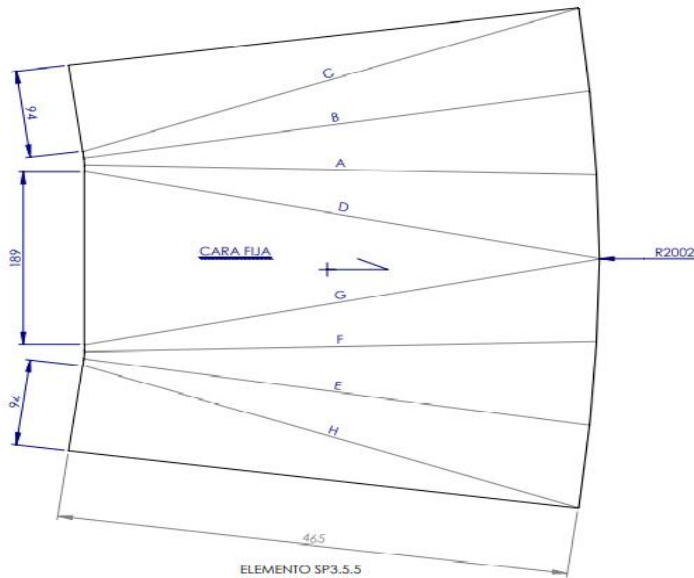 C
94
B
A
D
189
CARA FIJA
R2002
G
F
E
94
H
465
ELEMENTO SP3.5.5